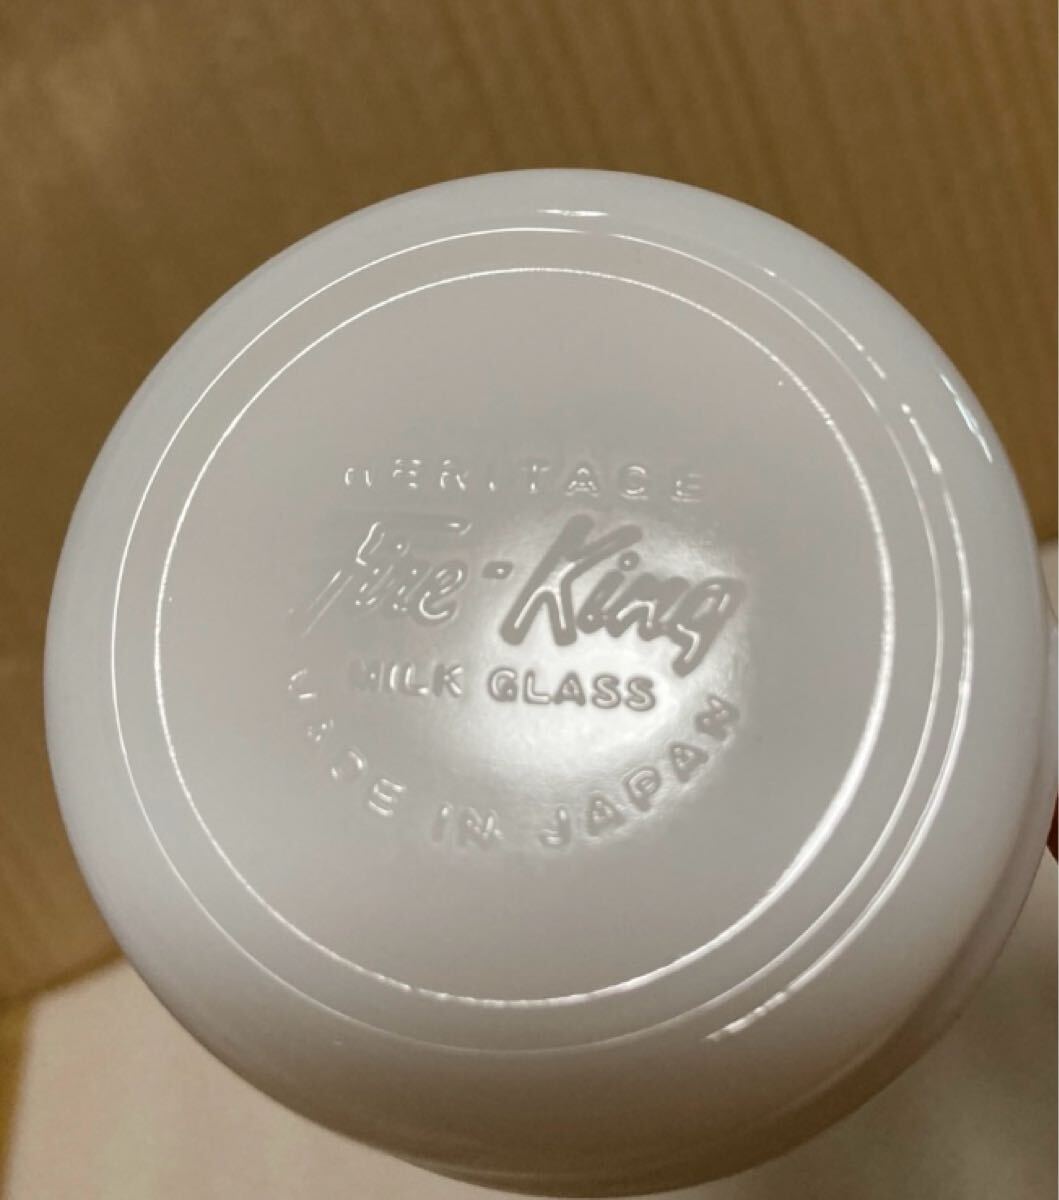 HERITAGE
Fire-King
MILK GLASS
MADE IN JAPAN